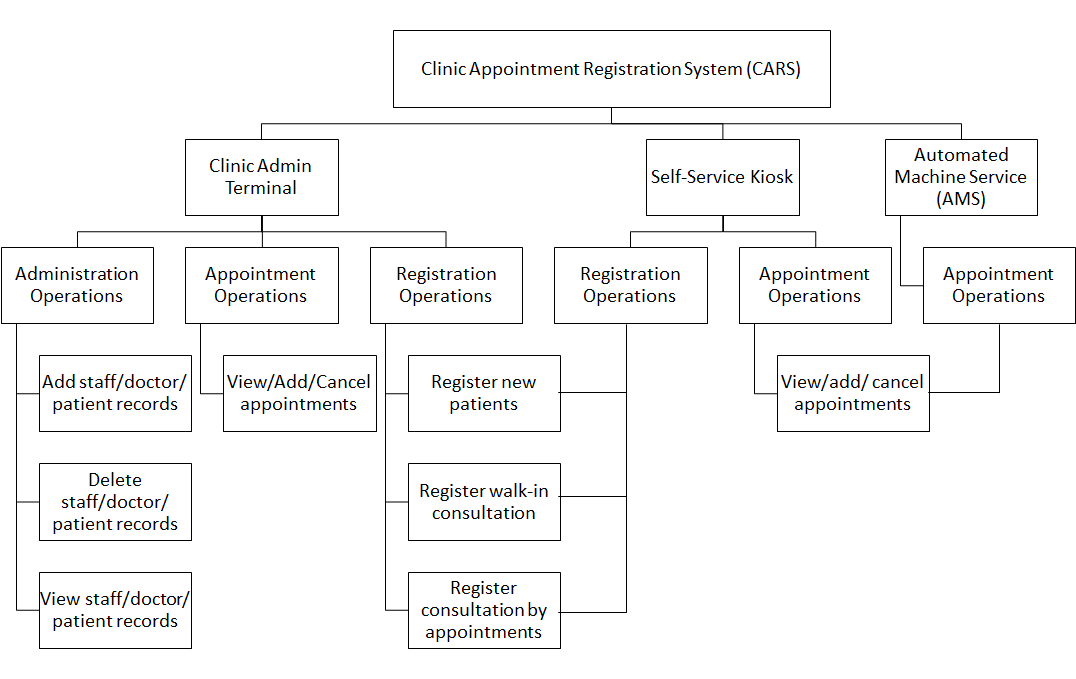 Clinic Appointment Registration System (CARS)
Clinic Admin
Terminal
Self-Service Kiosk
Automated
Machine Service
(AMS)
Administration
Operations
Appointment
Operations
Registration
Operations
Registration
Operations
Appointment
Operations
Appointment
Operations
Add staff/doctor/
patient records
View/Add/Cancel
appointments
Register new
patients
View/add/ cancel
appointments
Delete
staff/doctor/
patient records
Register walk-in
consultation
View staff/doctor/
patient records
Register
consultation by
appointments